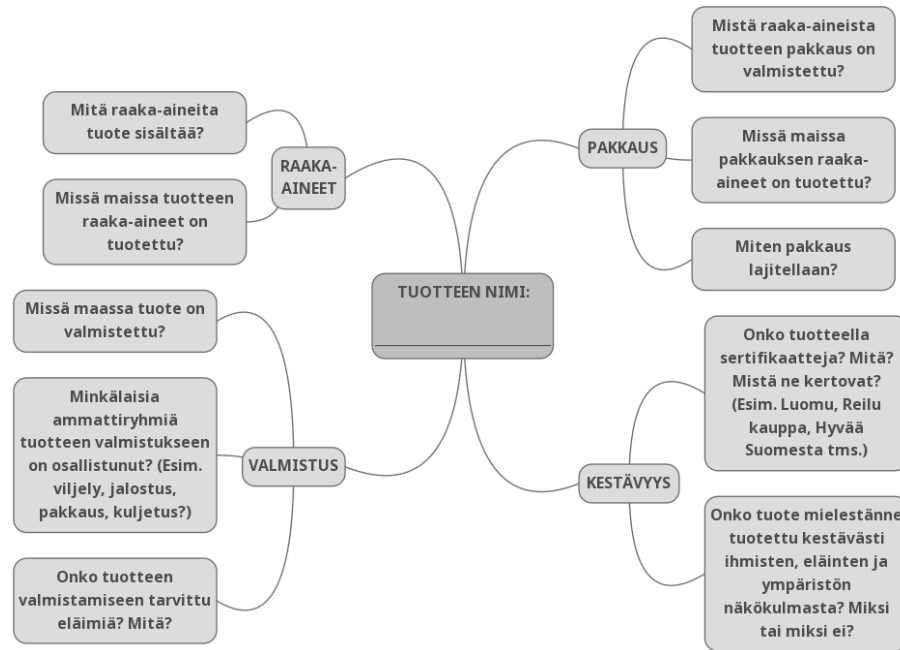 TUOTTEEN NIMI:
RAAKA-
AINEET
Mitä raaka-aineita
tuote sisältää?
Missä maissa tuotteen
raaka-aineet on
tuotettu?
VALMISTUS
Missä maassa tuote on
valmistettu?
Minkälaisia
ammattiryhmiä
tuotteen valmistukseen
on osallistunut? (Esim.
viljely, jalostus,
pakkaus, kuljetus?)
Onko tuotteen
valmistamiseen tarvittu
eläimiä? Mitä?
PAKKAUS
Mistä raaka-aineista
tuotteen pakkaus on
valmistettu?
Missä maissa
pakkauksen raaka-
aineet on tuotettu?
Miten pakkaus
lajitellaan?
KESTÄVYYS
Onko tuotteella
sertifikaatteja? Mitä?
Mistä ne kertovat?
(Esim. Luomu, Reilu
kauppa, Hyvää
Suomesta tms.)
Onko tuote mielestänne
tuotettu kestävästi
ihmisten, eläinten ja
ympäristön
näkökulmasta? Miksi
tai miksi ei?